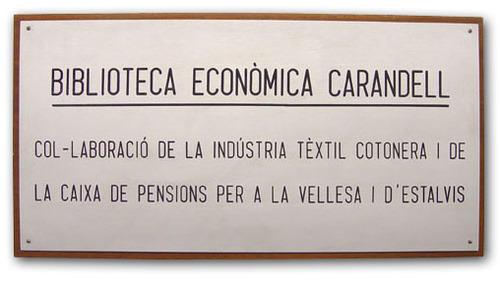 BIBLIOTECA ECONÒMICA CARANDELL
COL-LABORACIÓ DE LA INDÚSTRIA TÈXTIL COTONERA I DE
LA CAIXA DE PENSIONS PER A LA VELLESA I D'ESTALVIS